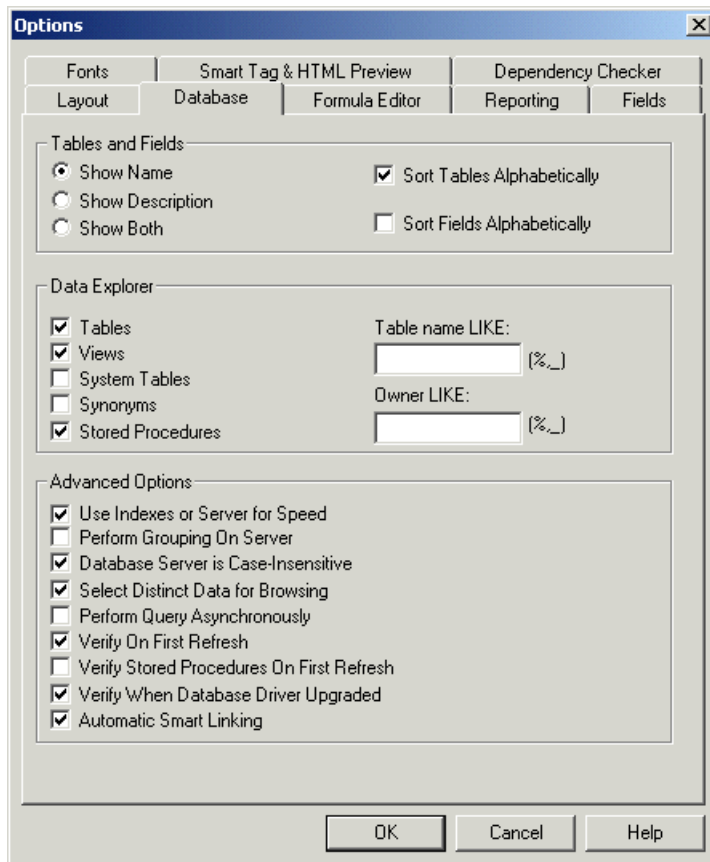 Options
Fonts Smart Tag & HTML Preview Dependency Checker
Layout Database Formula Editor Reporting Fields
Tables and Fields
Show Name
Show Description
Show Both
Sort Tables Alphabetically
Sort Fields Alphabetically
Data Explorer
Tables
Views
System Tables
Synonyms
Stored Procedures
Table name LIKE:
(%,_)
Owner LIKE:
(%,_)
Advanced Options
Use Indexes or Server for Speed
Perform Grouping On Server
Database Server is Case-Insensitive
Select Distinct Data for Browsing
Perform Query Asynchronously
Verify On First Refresh
Verify Stored Procedures On First Refresh
Verify When Database Driver Upgraded
Automatic Smart Linking
OK Cancel Help